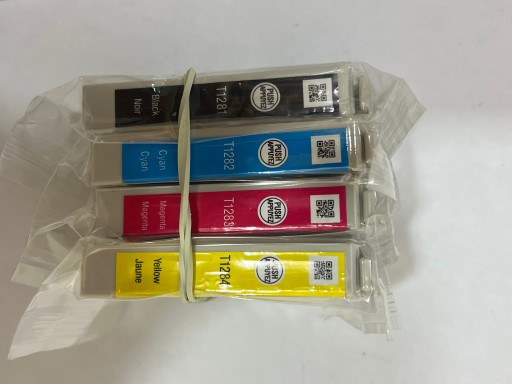 Black
Noir
T1281
PUSH
APPUYEZ
Cyan
Cyan
T1282
PUSH
APPUYEZ
Magenta
Magenta
T1283
PUSH
APPUYEZ
Yellow
Jaune
T1284
PUSH
APPUYEZ